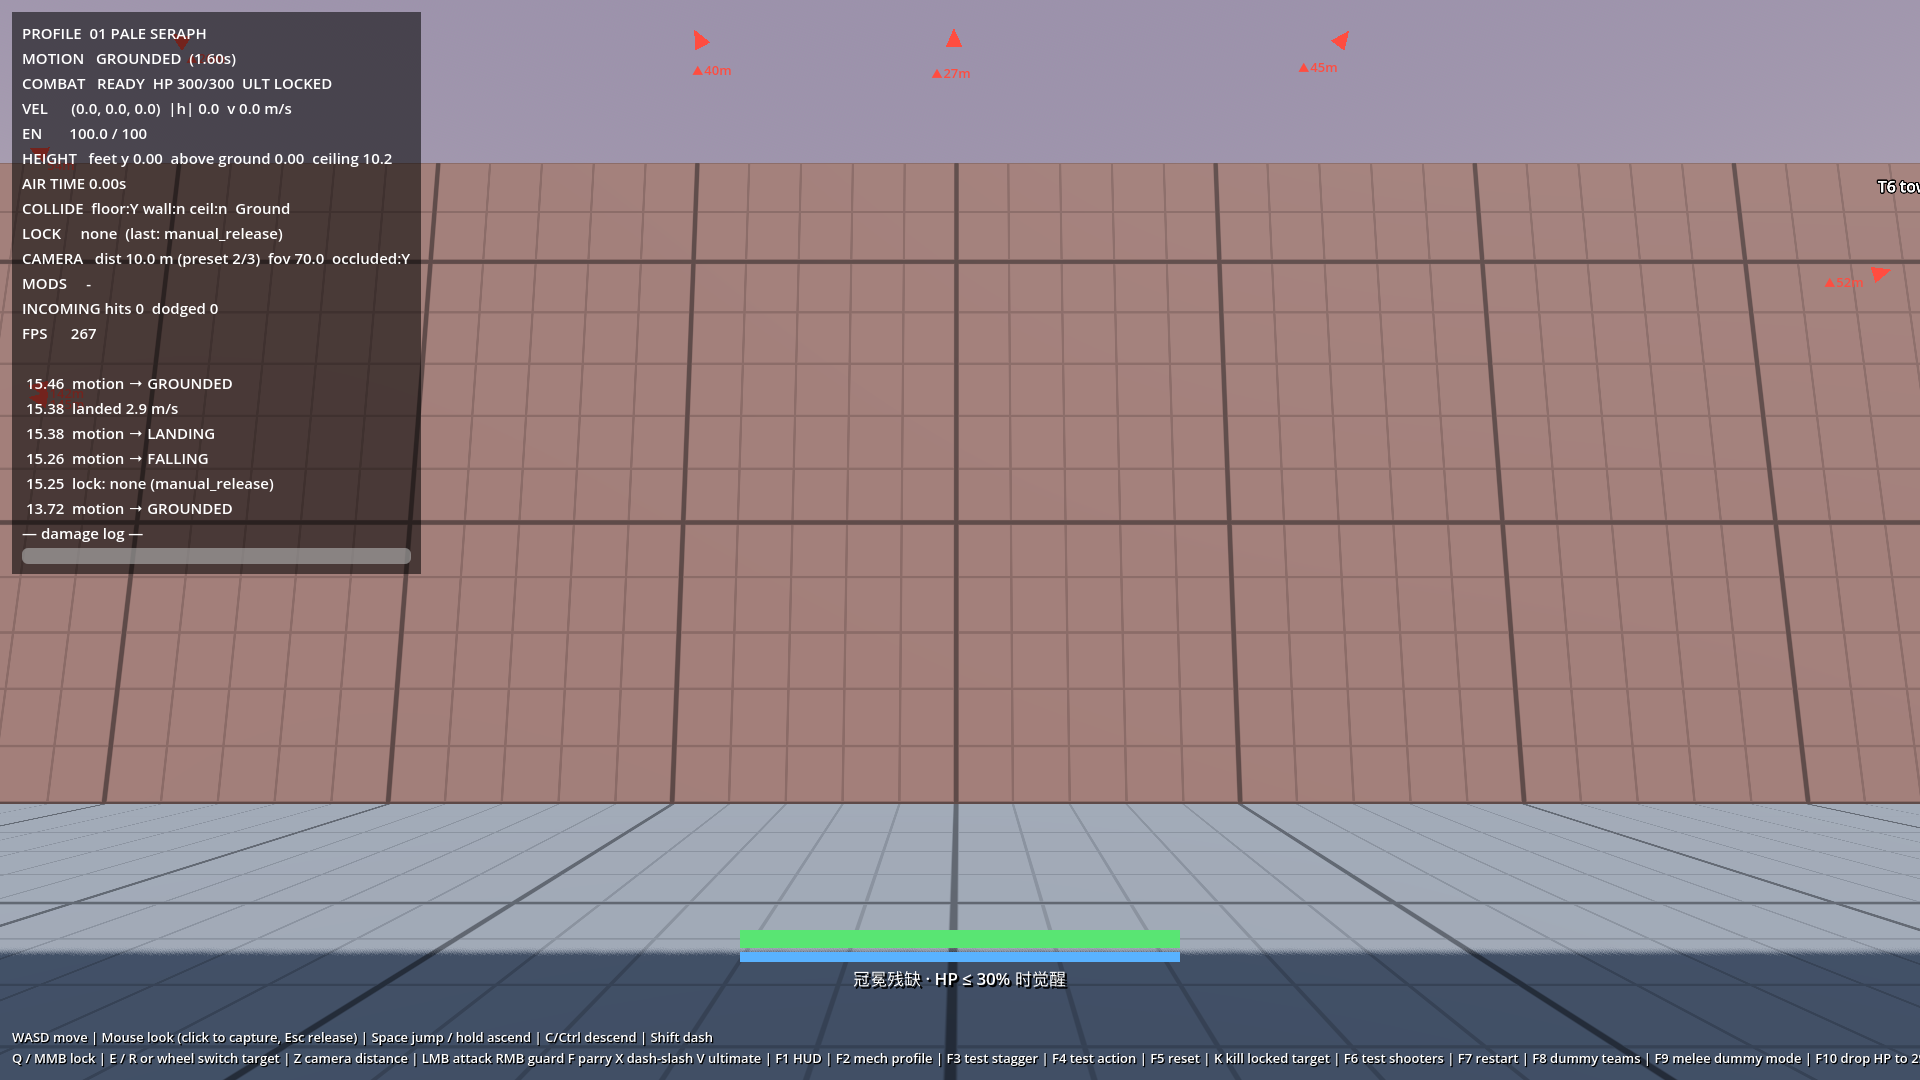 PROFILE 01 PALE SERAPH
MOTION GROUNDED (1.60s)
COMBAT READY HP 300/300 ULT LOCKED
VEL (0.0, 0.0, 0.0) |h| 0.0 v 0.0 m/s
EN 100.0 / 100
HEIGHT feet y 0.00 above ground 0.00 ceiling 10.2
AIR TIME 0.00s
COLLIDE floor:Y wall:n ceil:n Ground
LOCK none (last: manual_release)
CAMERA dist 10.0 m (preset 2/3) fov 70.0 occluded:Y
MODS -
INCOMING hits 0 dodged 0
FPS 267
15.46 motion → GROUNDED
15.38 landed 2.9 m/s
15.38 motion → LANDING
15.26 motion → FALLING
15.25 lock: none (manual_release)
13.72 motion → GROUNDED
— damage log —
▲40m
▲27m
▲45m
T6 tow
▲52m
冠冕残缺 · HP ≤ 30% 时觉醒
WASD move | Mouse look (click to capture, Esc release) | Space jump / hold ascend | C/Ctrl descend | Shift dash
Q / MMB lock | E / R or wheel switch target | Z camera distance | LMB attack RMB guard F parry X dash-slash V ultimate | F1 HUD | F2 mech profile | F3 test stagger | F4 test action | F5 reset | K kill locked target | F6 test shooters | F7 restart | F8 dummy teams | F9 melee dummy mode | F10 drop HP to